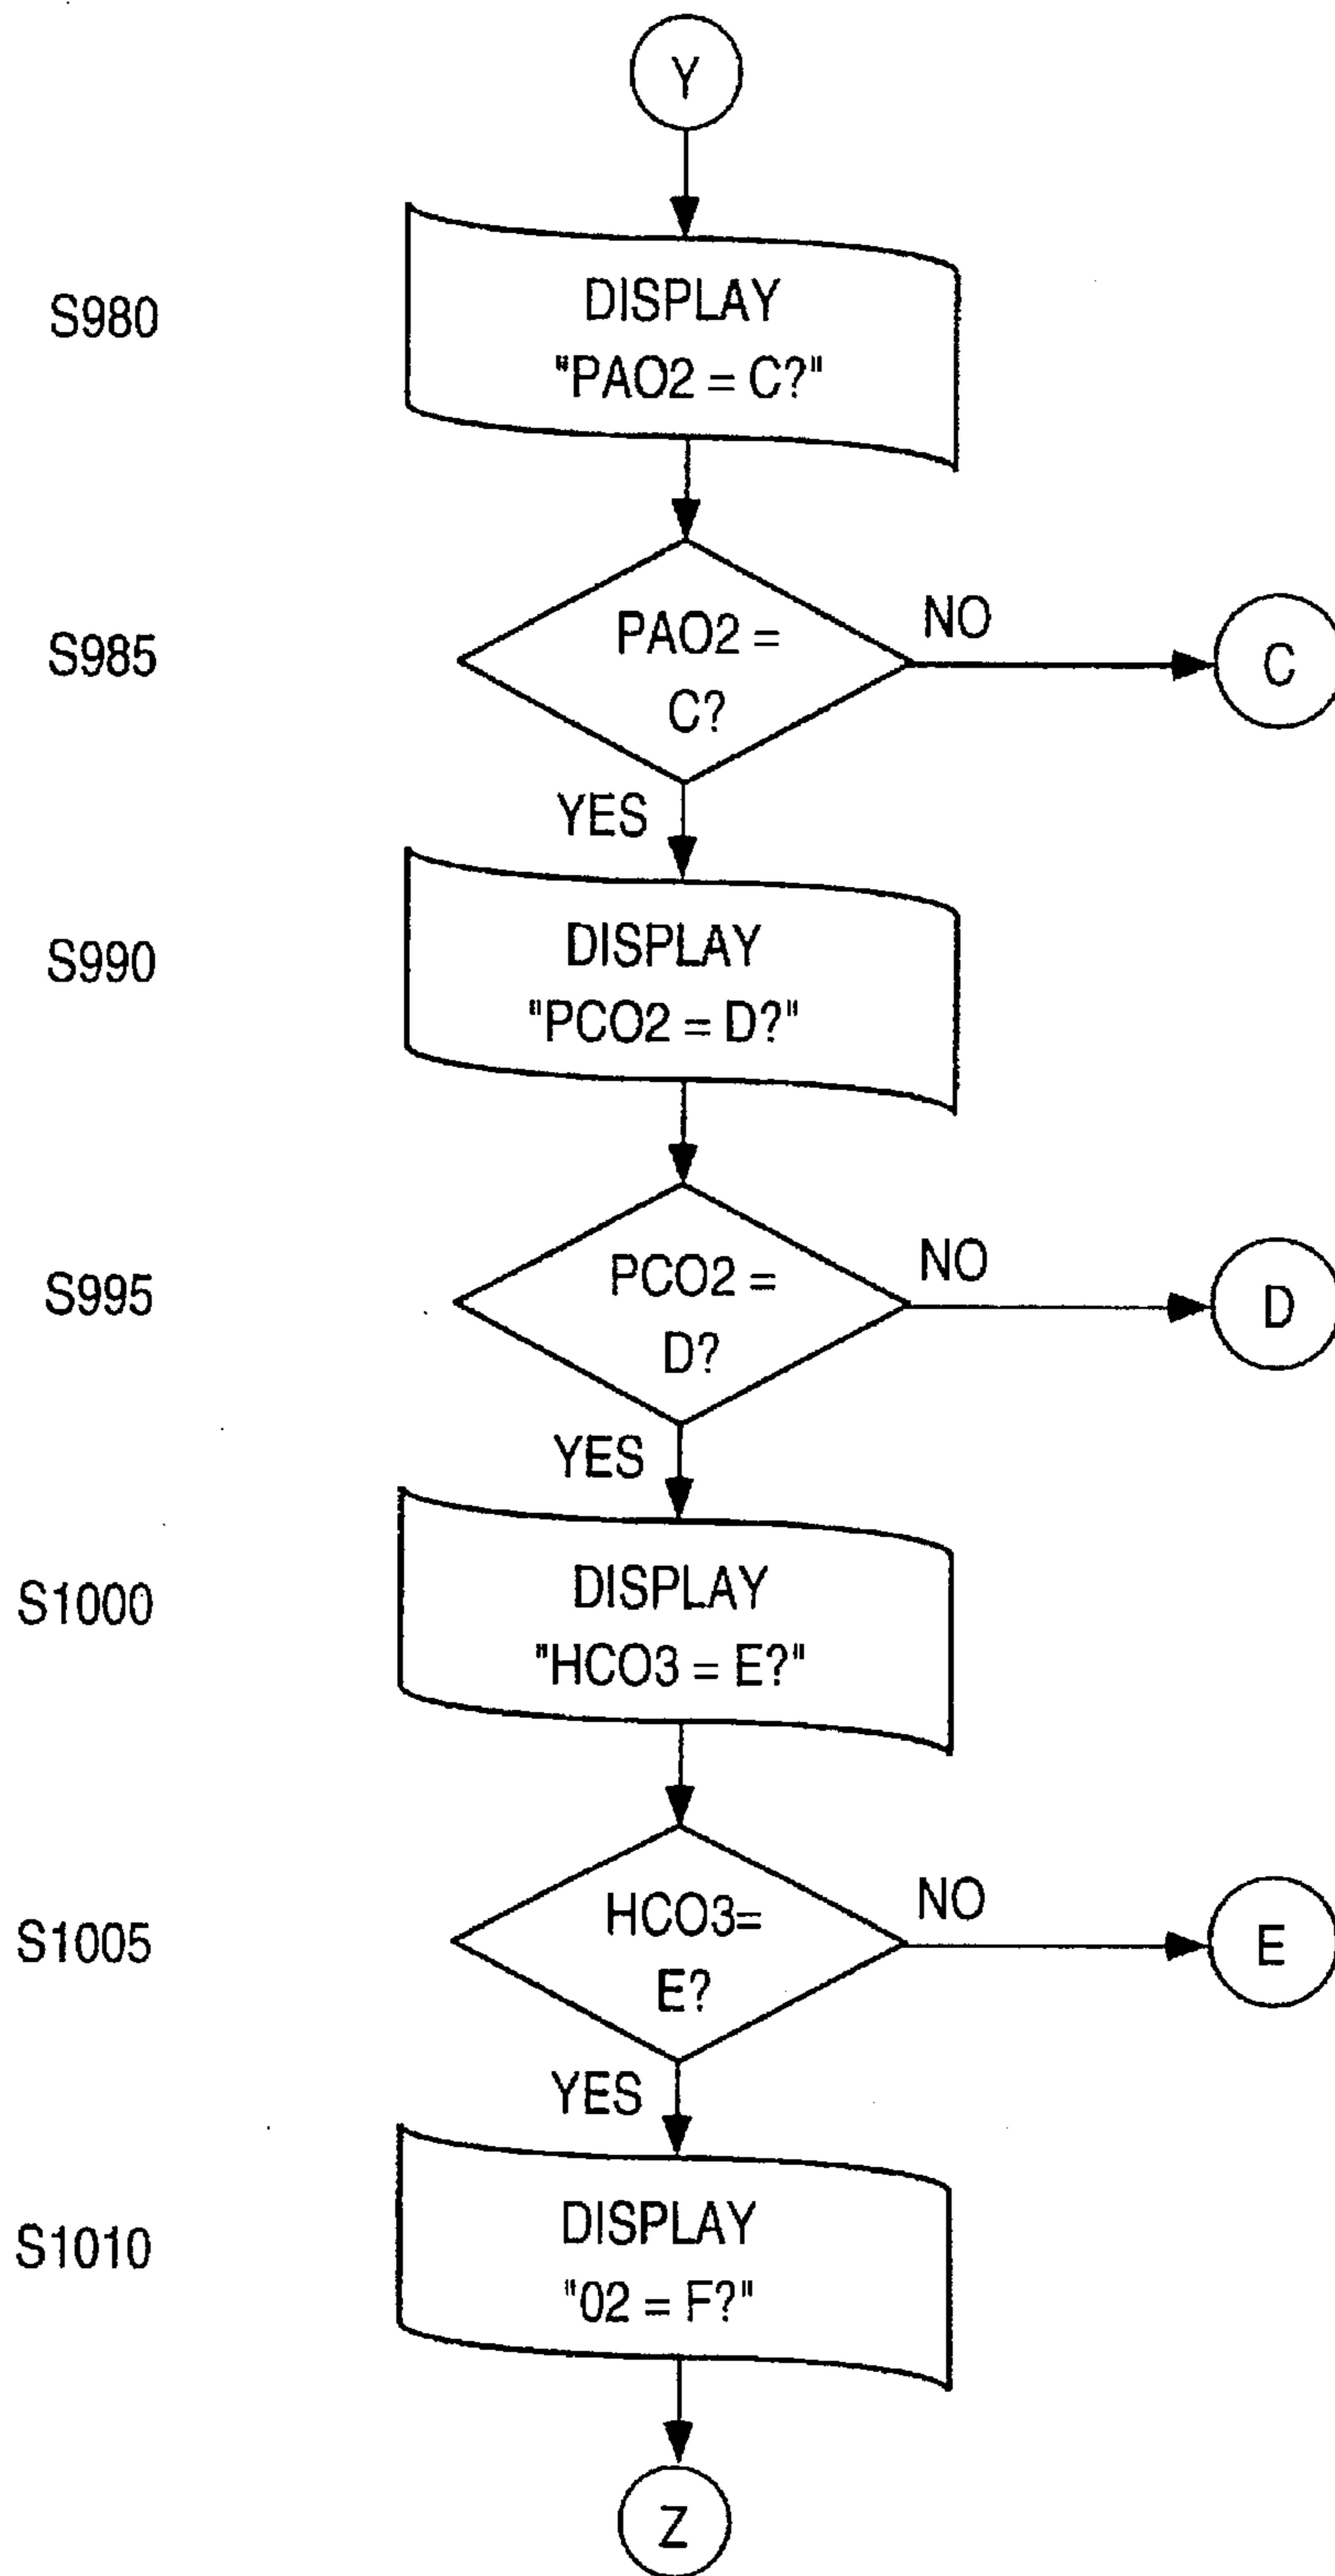 Y
S980
DISPLAY
"PAO2 = C?"
S985
PAO2 =
C?
NO
C
YES
S990
DISPLAY
"PCO2 = D?"
S995
PCO2 =
D?
NO
D
YES
S1000
DISPLAY
"HCO3 = E?"
S1005
HCO3=
E?
NO
E
YES
S1010
DISPLAY
"02 = F?"
Z